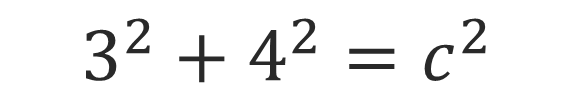 3² + 4² = c²